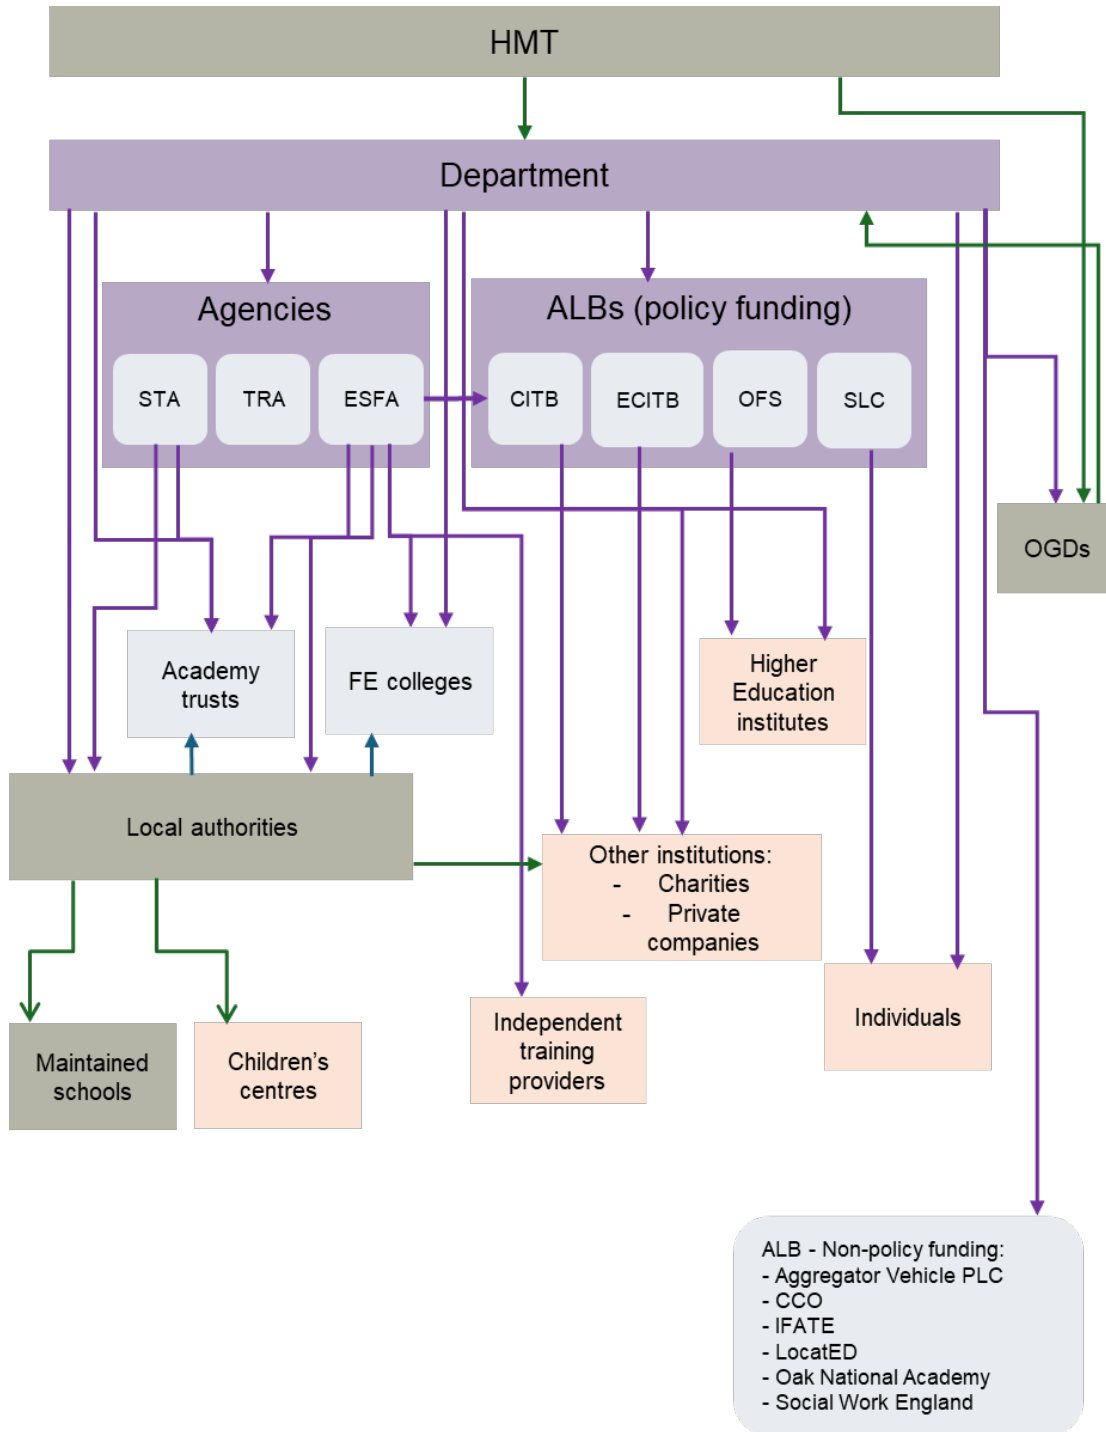 HMT
Department
Agencies
ALBs (policy funding)
STA
TRA
ESFA
CITB
ECITB
OFS
SLC
OGDs
Academy
trusts
FE colleges
Higher
Education
institutes
Local authorities
Other institutions:
- Charities
- Private
companies
Individuals
Independent
training
providers
Maintained
schools
Children’s
centres
ALB - Non-policy funding:
- Aggregator Vehicle PLC
- CCO
- IFATE
- LocatED
- Oak National Academy
- Social Work England